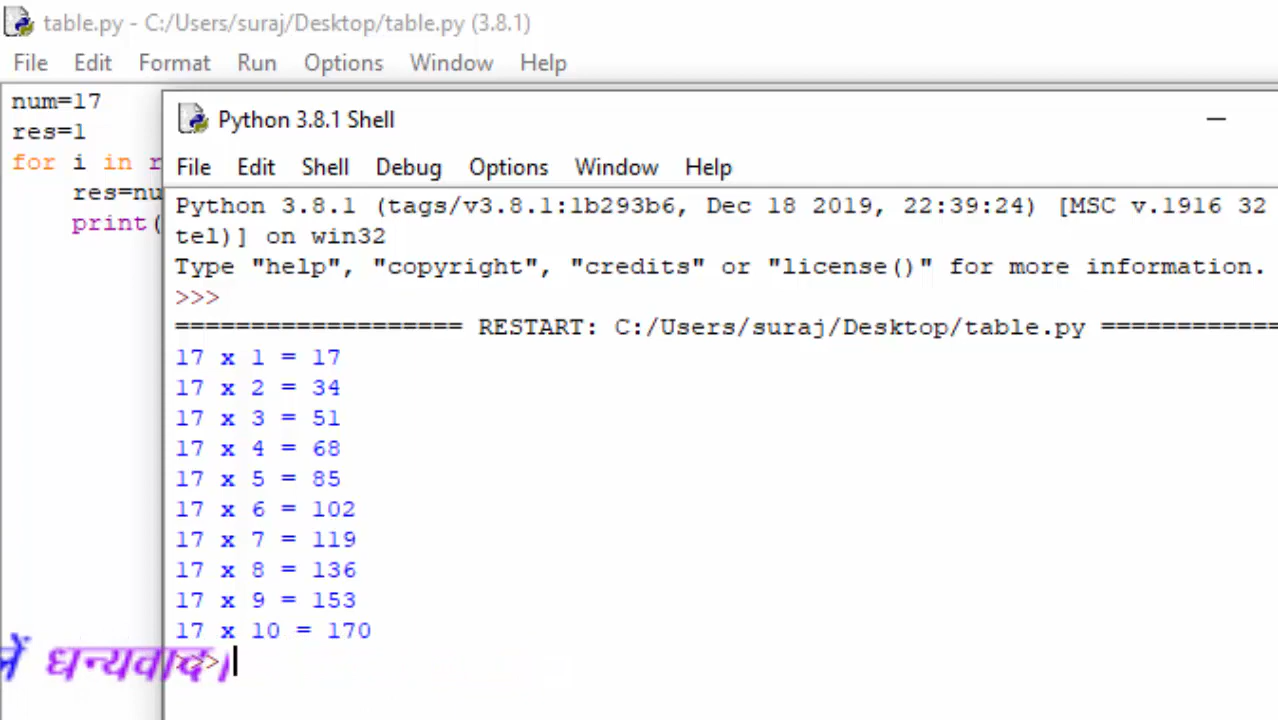 table.py - C:/Users/suraj/Desktop/table.py (3.8.1)
File Edit Format Run Options Window Help
num=17
res=1
for i in r
res=nu
print(
Python 3.8.1 Shell
File Edit Shell Debug Options Window Help
Python 3.8.1 (tags/v3.8.1:1b293b6, Dec 18 2019, 22:39:24) [MSC v.1916 32
tel)] on win32
Type "help", "copyright", "credits" or "license()" for more information.
>>>
=================== RESTART: C:/Users/suraj/Desktop/table.py ============
17 x 1 = 17
17 x 2 = 34
17 x 3 = 51
17 x 4 = 68
17 x 5 = 85
17 x 6 = 102
17 x 7 = 119
17 x 8 = 136
17 x 9 = 153
17 x 10 = 170
>>>
में धन्यवाद।